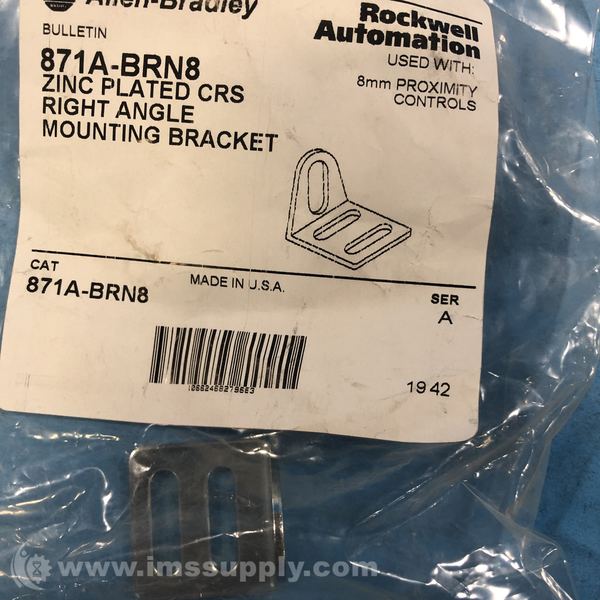 Allen-Bradley
Rockwell
Automation
BULLETIN
871A-BRN8
ZINC PLATED CRS
RIGHT ANGLE
MOUNTING BRACKET
USED WITH:
8mm PROXIMITY
CONTROLS
CAT
871A-BRN8
MADE IN U.S.A.
SER
A
1942
www.imssupply.com